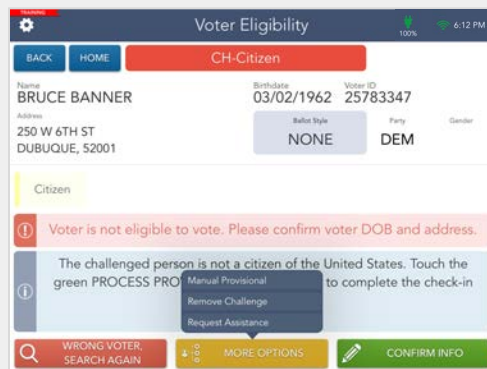 TRAINING
Voter Eligibility
100%
6:12 PM
BACK
HOME
CH-Citizen
Name
BRUCE BANNER
Birthdate
03/02/1962
Voter ID
25783347
Address
250 W 6TH ST
DUBUQUE, 52001
Ballot Style
NONE
Party
DEM
Gender
Citizen
Voter is not eligible to vote. Please confirm voter DOB and address.
The challenged person is not a citizen of the United States. Touch the
green PROCESS PRO to complete the check-in
Manual Provisional
Remove Challenge
Request Assistance
WRONG VOTER,
SEARCH AGAIN
MORE OPTIONS
CONFIRM INFO